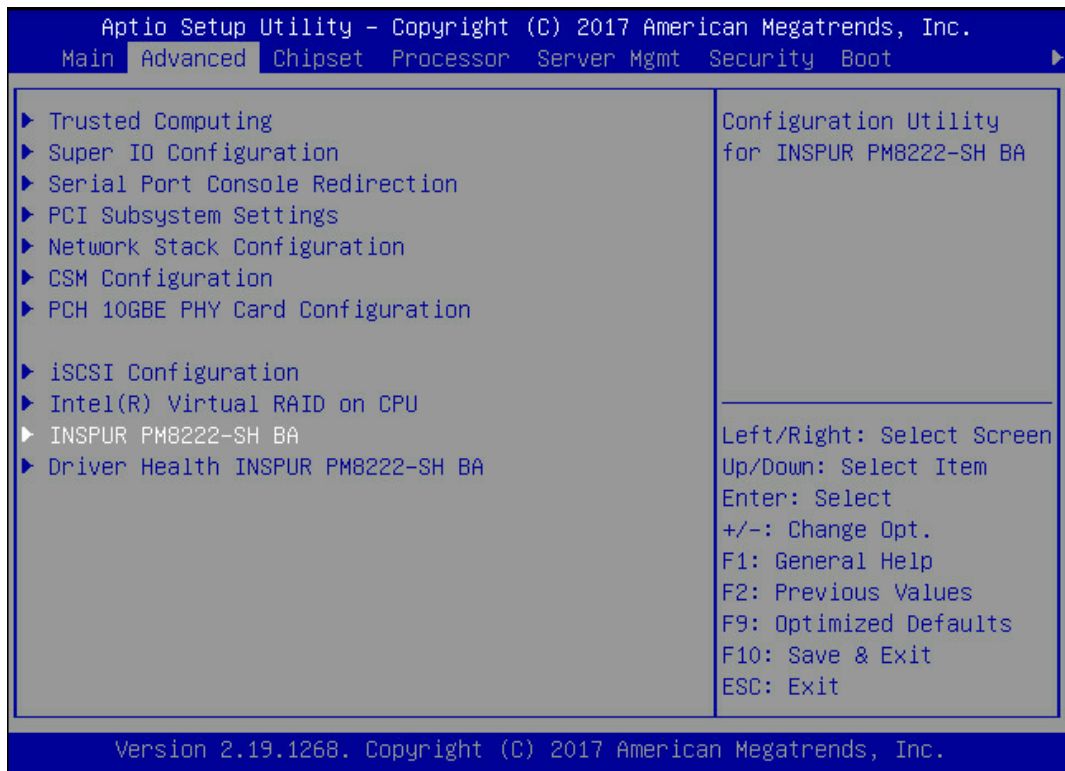 Aptio Setup Utility – Copyright (C) 2017 American Megatrends, Inc.
Main Advanced Chipset Processor Server Mgmt Security Boot
Trusted Computing
Super IO Configuration
Serial Port Console Redirection
PCI Subsystem Settings
Network Stack Configuration
CSM Configuration
PCH 10GBE PHY Card Configuration
iSCSI Configuration
Intel(R) Virtual RAID on CPU
INSPUR PM8222-SH BA
Driver Health INSPUR PM8222-SH BA
Configuration Utility
for INSPUR PM8222-SH BA
Left/Right: Select Screen
Up/Down: Select Item
Enter: Select
+/-: Change Opt.
F1: General Help
F2: Previous Values
F9: Optimized Defaults
F10: Save & Exit
ESC: Exit
Version 2.19.1268. Copyright (C) 2017 American Megatrends, Inc.